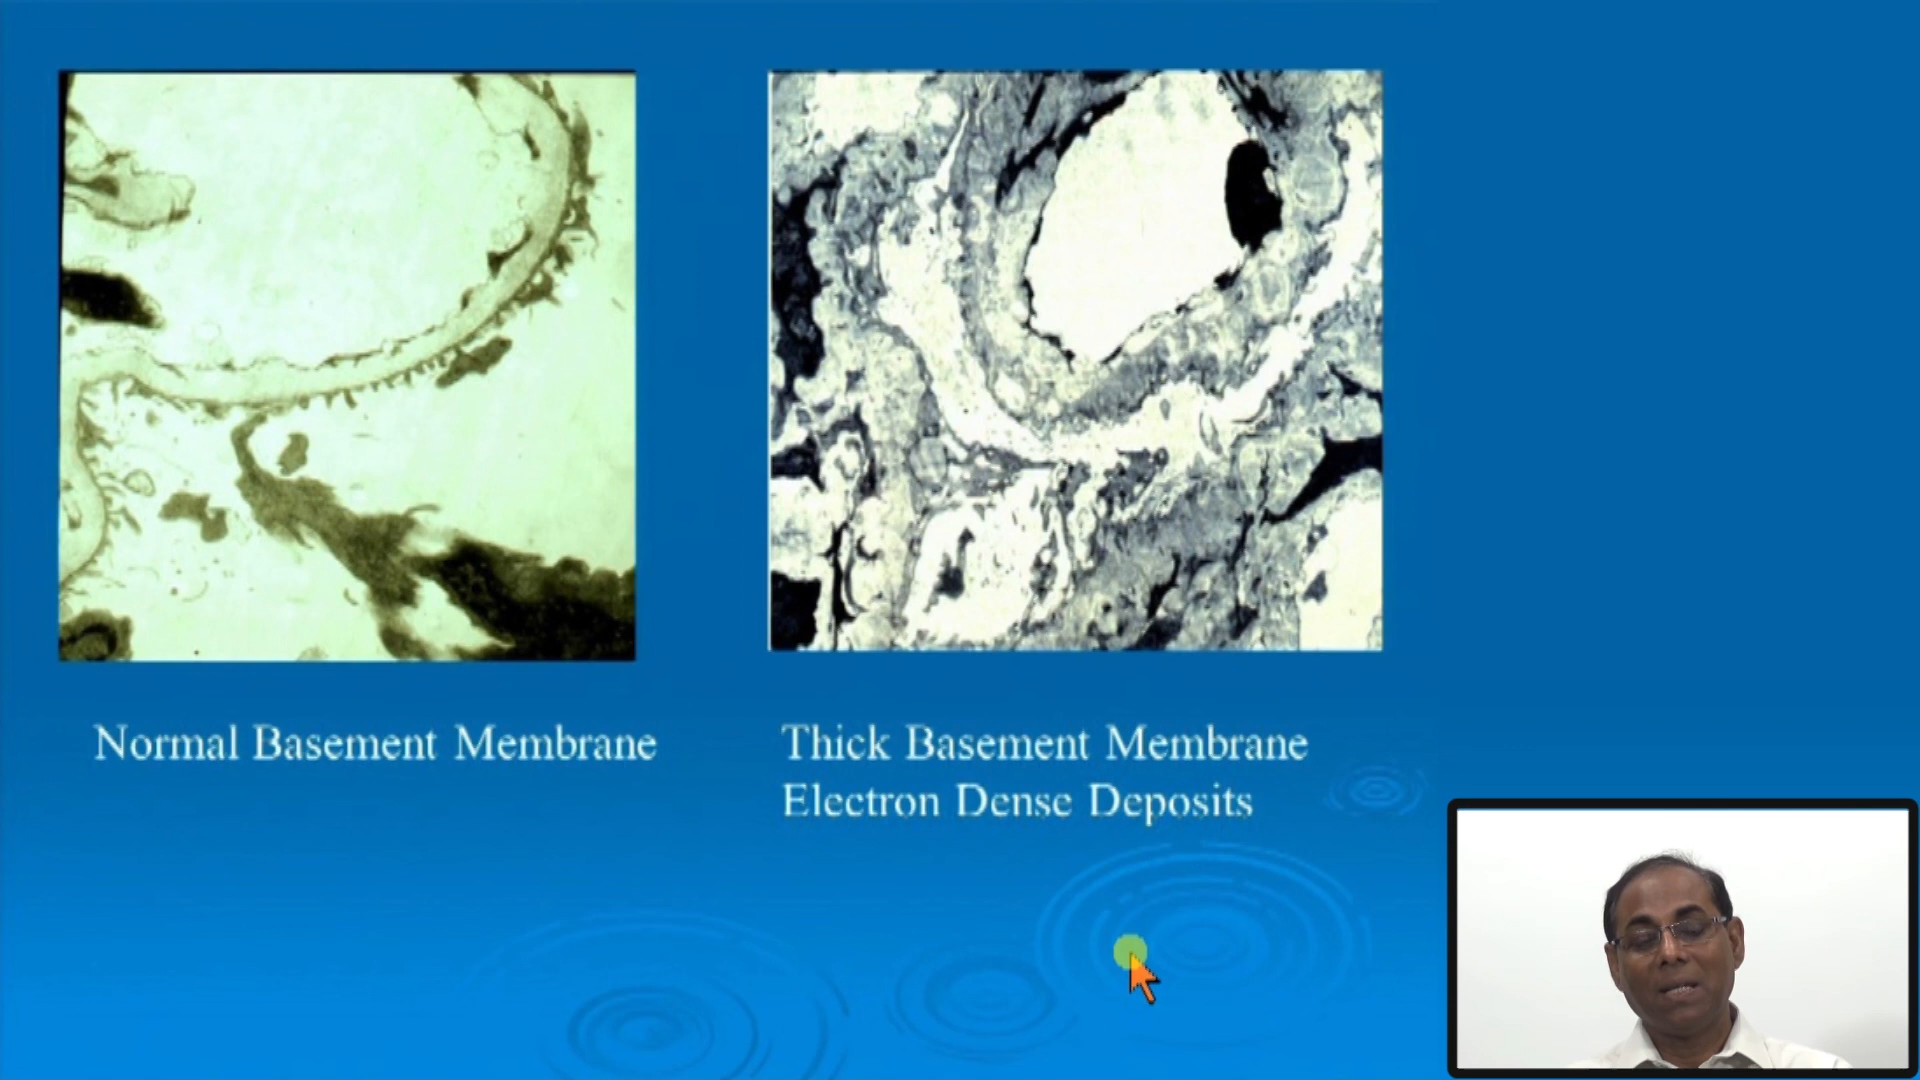 Normal Basement Membrane
Thick Basement Membrane
Electron Dense Deposits